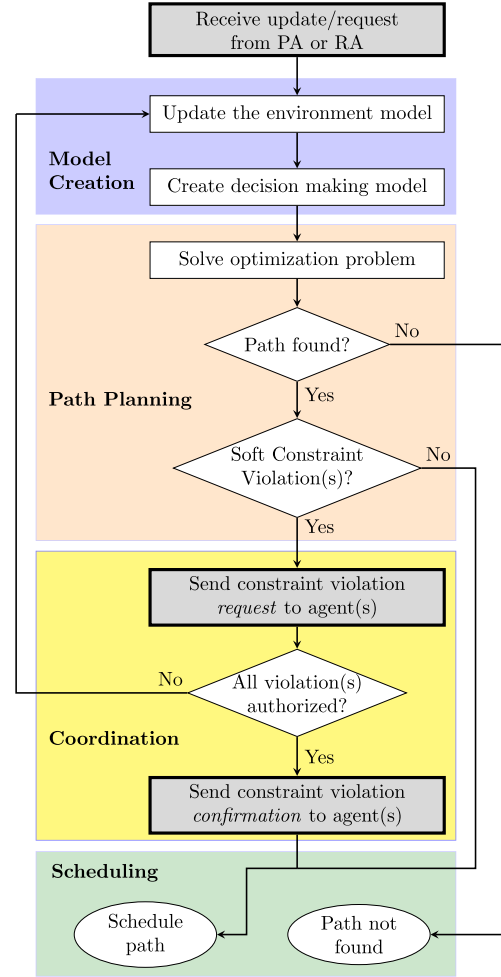 Receive update/request
from PA or RA
Update the environment model
Model
Creation
Create decision making model
Solve optimization problem
Path found?
No
Yes
Path Planning
Soft Constraint
Violation(s)?
No
Yes
Send constraint violation
request to agent(s)
All violation(s)
authorized?
No
Yes
Coordination
Send constraint violation
confirmation to agent(s)
Scheduling
Schedule
path
Path not
found